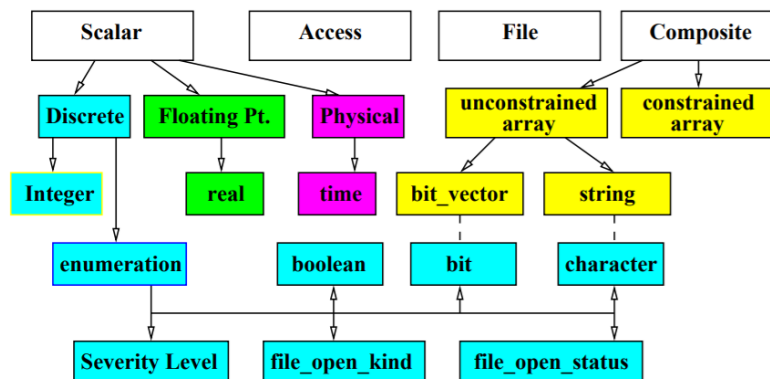 Scalar
Access
File
Composite
Discrete
Floating Pt.
Physical
unconstrained
array
constrained
array
Integer
real
time
bit_vector
string
enumeration
boolean
bit
character
Severity Level
file_open_kind
file_open_status